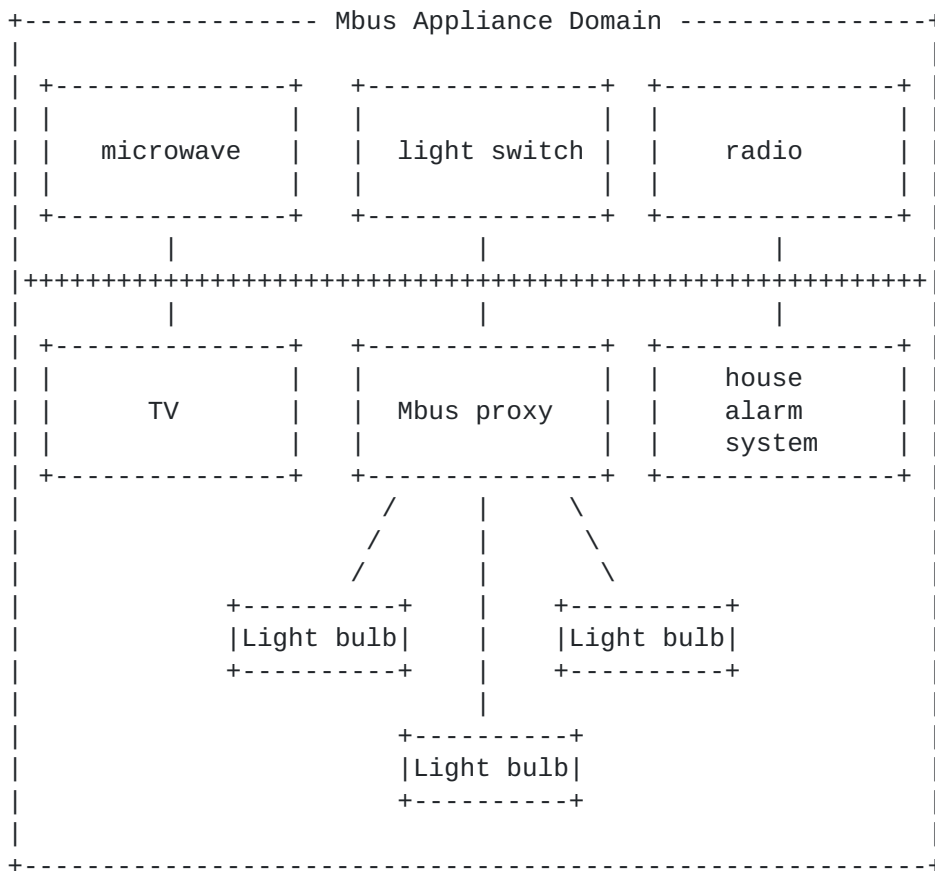 Mbus Appliance Domain
microwave light switch radio
house
TV Mbus proxy alarm
system
Light bulb Light bulb
Light bulb